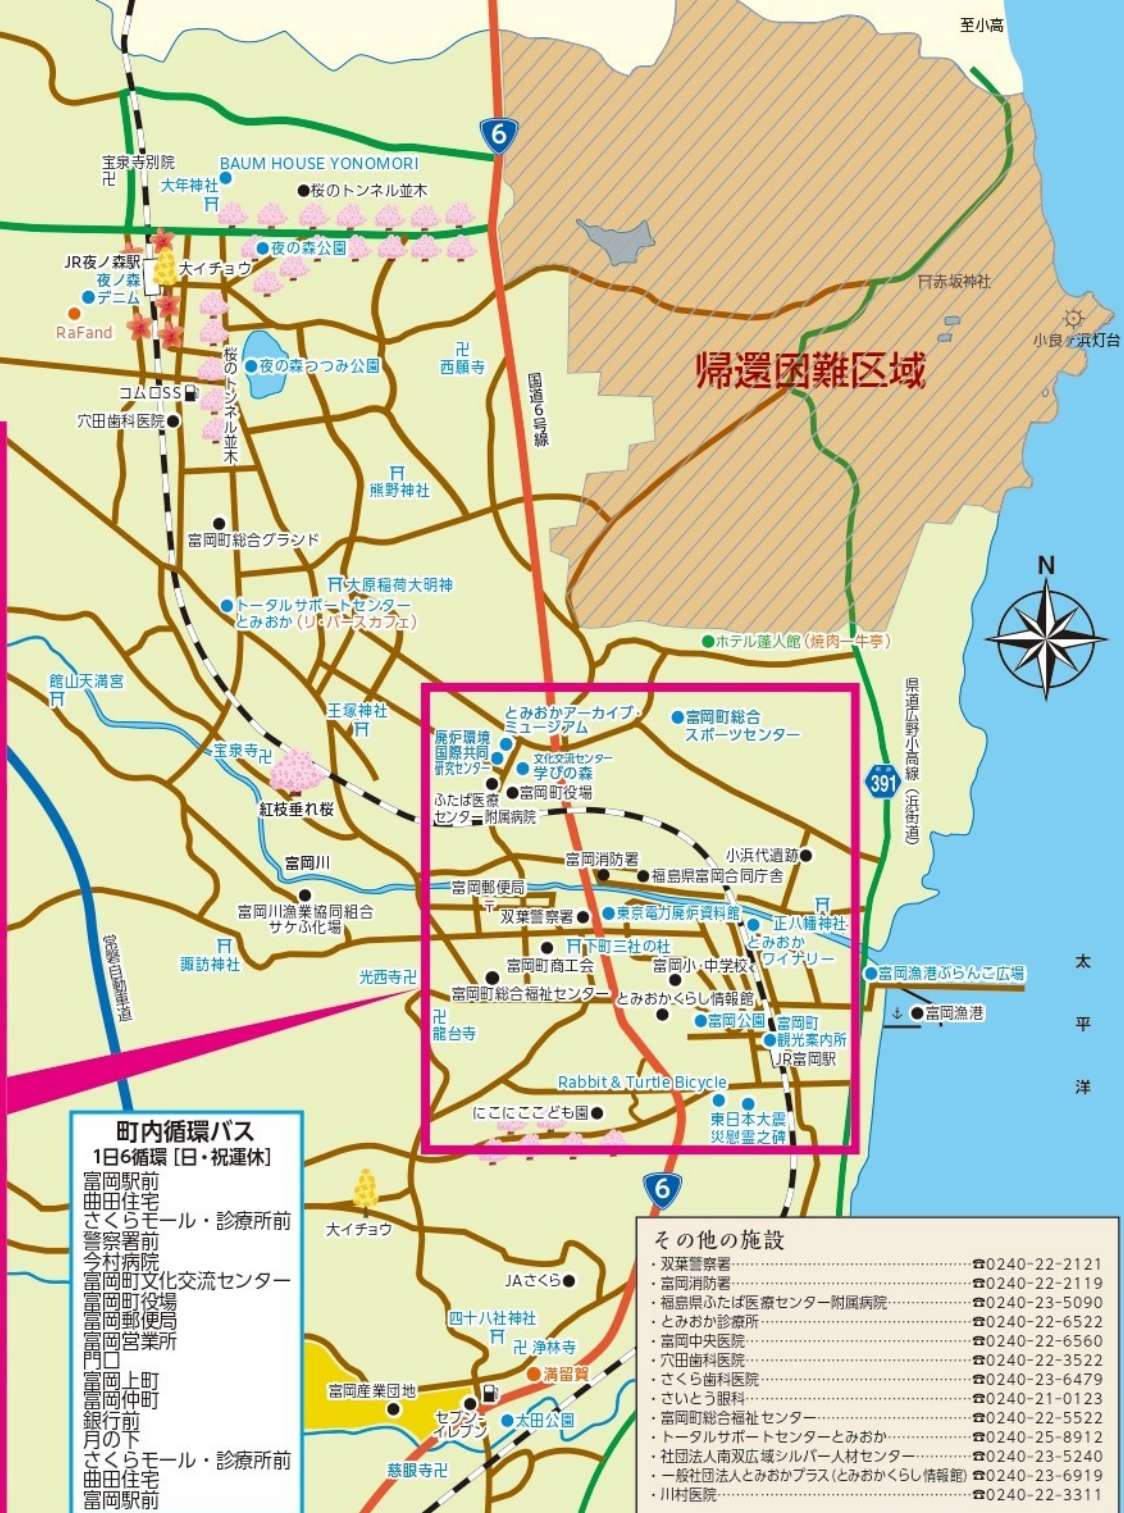 至小高
6
宝泉寺別院
卍
BAUM HOUSE YONOMORI
大年神社
桜のトンネル並木
夜の森公園
JR夜ノ森駅
大イチョウ
夜ノ森
デニム
RaFand
赤坂神社
小良ヶ浜灯台
帰還困難区域
卍
西願寺
桜のトンネル並木
夜の森つつみ公園
国道6号線
コムロSS
穴田歯科医院
熊野神社
富岡町総合グランド
N
大原稲荷大明神
トータルサポートセンター
とみおか(リ・バースカフェ)
ホテル蓬人館(焼肉一牛亭)
館山天満宮
王塚神社
県道広野小高線(浜街道)
391
とみおかアーカイブ・
ミュージアム
富岡町総合
スポーツセンター
廃炉環境
国際共同
研究センター
文化交流センター
学びの森
宝泉寺卍
紅枝垂れ桜
富岡町役場
ふたば医療
センター附属病院
富岡川
富岡消防署
小浜代遺跡
福島県富岡合同庁舎
富岡郵便局
〒
富岡川漁業協同組合
サケふ化場
双葉警察署
東京電力廃炉資料館
正八幡神社
とみおか
ワイナリー
諏訪神社
常磐自動車道
下町三社の杜
富岡町商工会
富岡小・中学校
光西寺卍
富岡町総合福祉センター
とみおかくらし情報館
富岡漁港ぶらんこ広場
富岡漁港
太平洋
卍
龍台寺
富岡公園
富岡町
観光案内所
JR富岡駅
Rabbit & Turtle Bicycle
にこにここども園
東日本大震
災慰霊之碑
6
大イチョウ
JAさくら
四十八社神社
卍浄林寺
満留賀
富岡産業団地
セブン-
イレブン
太田公園
慈眼寺卍
町内循環バス
1日6循環[日・祝運休]
富岡駅前
曲田住宅
さくらモール・診療所前
警察署前
今村病院
富岡町文化交流センター
富岡町役場
富岡郵便局
富岡営業所
門口
富岡上町
富岡仲町
銀行前
月の下
さくらモール・診療所前
曲田住宅
富岡駅前
その他の施設
・双葉警察署……☎0240-22-2121
・富岡消防署……☎0240-22-2119
・福島県ふたば医療センター附属病院……☎0240-23-5090
・とみおか診療所……☎0240-22-6522
・富岡中央医院……☎0240-22-6560
・穴田歯科医院……☎0240-22-3522
・さくら歯科医院……☎0240-23-6479
・さいとう眼科……☎0240-21-0123
・富岡町総合福祉センター……☎0240-22-5522
・トータルサポートセンターとみおか……☎0240-25-8912
・社団法人南双広域シルバー人材センター……☎0240-23-5240
・一般社団法人とみおかプラス(とみおかくらし情報館)☎0240-23-6919
・川村医院……☎0240-22-3311